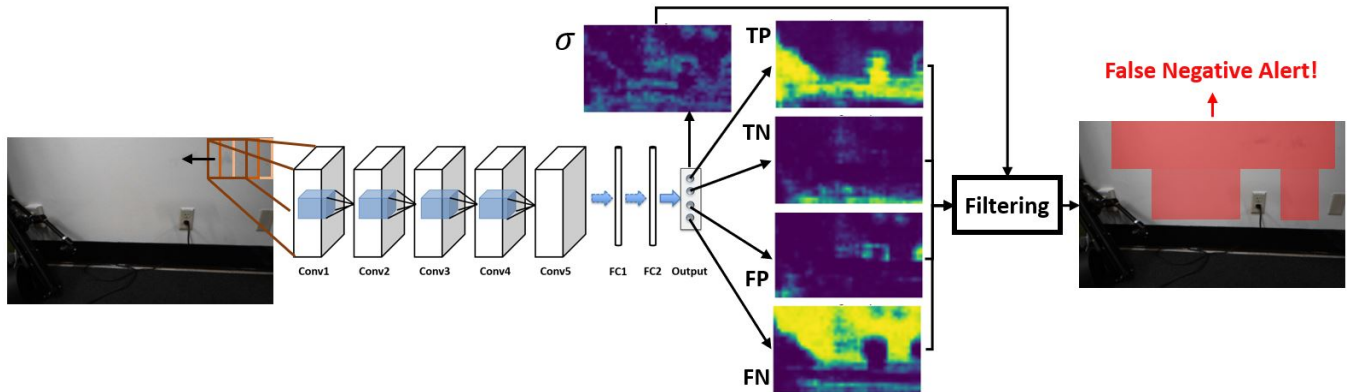 σ
TP
TN
FP
FN
Conv1
Conv2
Conv3
Conv4
Conv5
FC1
FC2
Output
Filtering
False Negative Alert!